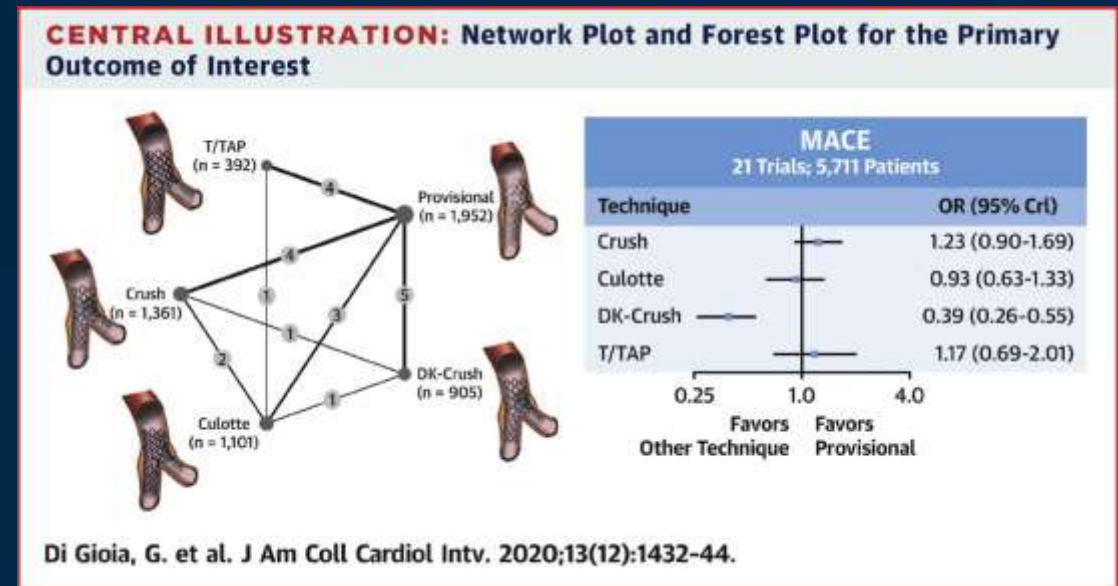 CENTRAL ILLUSTRATION: Network Plot and Forest Plot for the Primary
Outcome of Interest
T/TAP
(n = 392)
4
Provisional
(n = 1,952)
4
Crush
(n = 1,361)
1
3
5
1
2
DK-Crush
(n = 905)
1
Culotte
(n = 1,101)
MACE
21 Trials; 5,711 Patients
Technique OR (95% CrI)
Crush 1.23 (0.90-1.69)
Culotte 0.93 (0.63-1.33)
DK-Crush 0.39 (0.26-0.55)
T/TAP 1.17 (0.69-2.01)
0.25 1.0 4.0
Favors Favors
Other Technique Provisional
Di Gioia, G. et al. J Am Coll Cardiol Intv. 2020;13(12):1432-44.